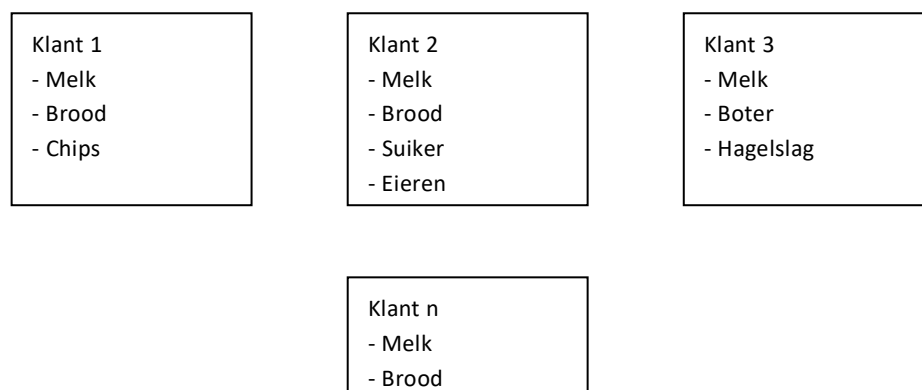 Klant 1
- Melk
- Brood
- Chips
Klant 2
- Melk
- Brood
- Suiker
- Eieren
Klant 3
- Melk
- Boter
- Hagelslag
Klant n
- Melk
- Brood